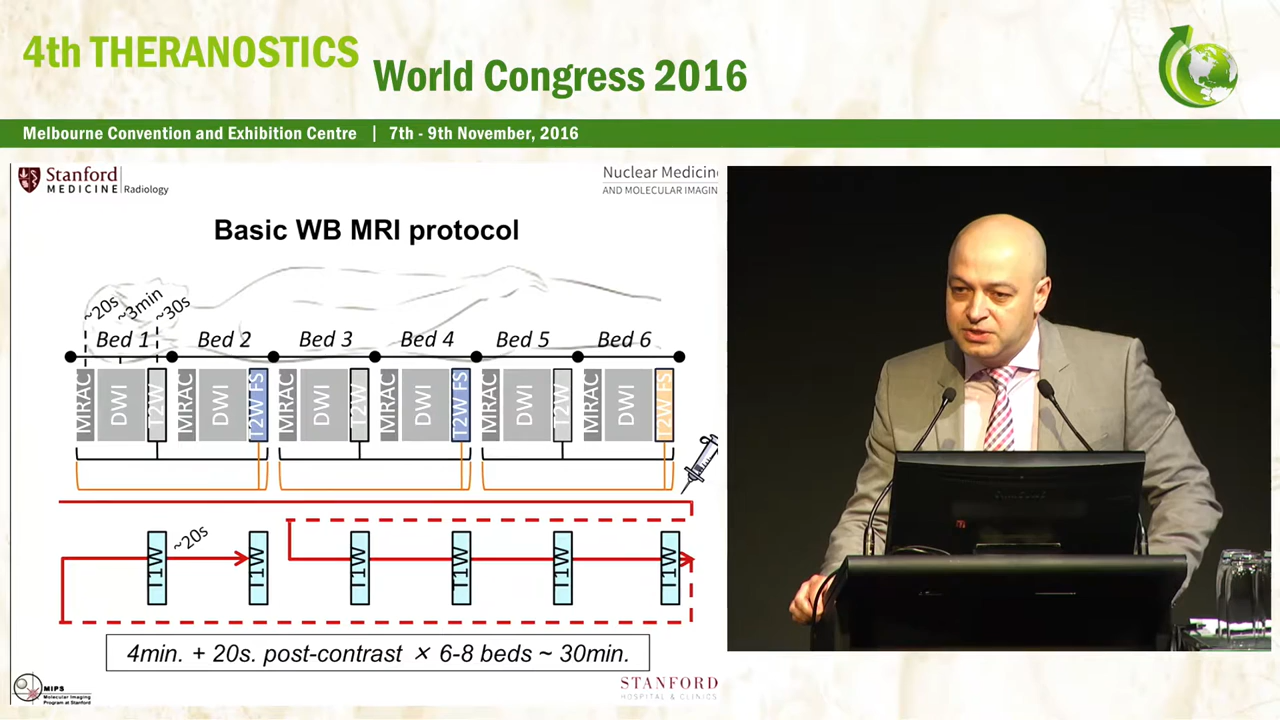 4th THERANOSTICS
World Congress 2016
Melbourne Convention and Exhibition Centre | 7th - 9th November, 2016
Stanford
MEDICINE | Radiology
Nuclear Medicin
AND MOLECULAR IMAGIN
Basic WB MRI protocol
~20s
~3min
~30s
Bed 1 Bed 2 Bed 3 Bed 4 Bed 5 Bed 6
MRAC DWI T2W MRAC DWI T2W FS MRAC DWI T2W MRAC DWI T2W FS MRAC DWI T2W MRAC DWI T2W FS
~20s
T1W T1W T1W T1W T1W T1W
4min. + 20s. post-contrast × 6-8 beds ~ 30min.
MIPS
Molecular Imaging
Program at Stanford
STANFORD
HOSPITAL & CLINICS